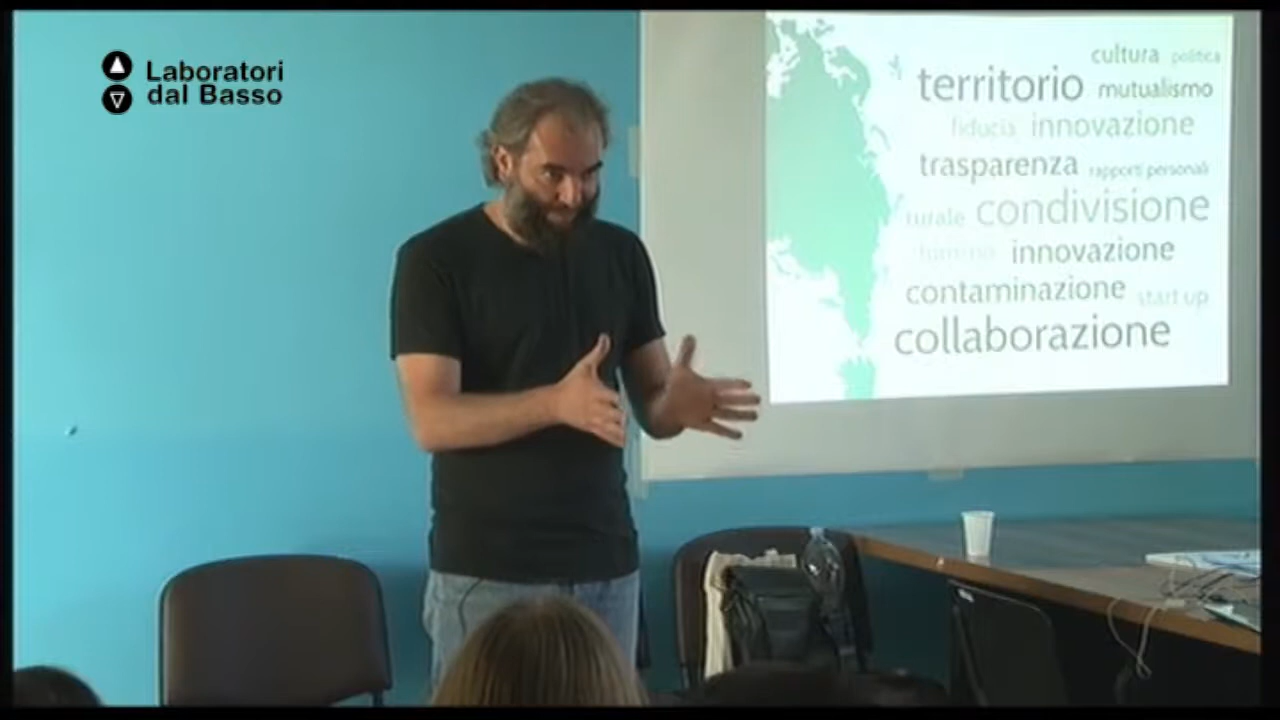 Laboratori
dal Basso
cultura politica
territorio mutualismo
fiducia innovazione
trasparenza rapporti personali
condivisione
innovazione
contaminazione start up
collaborazione